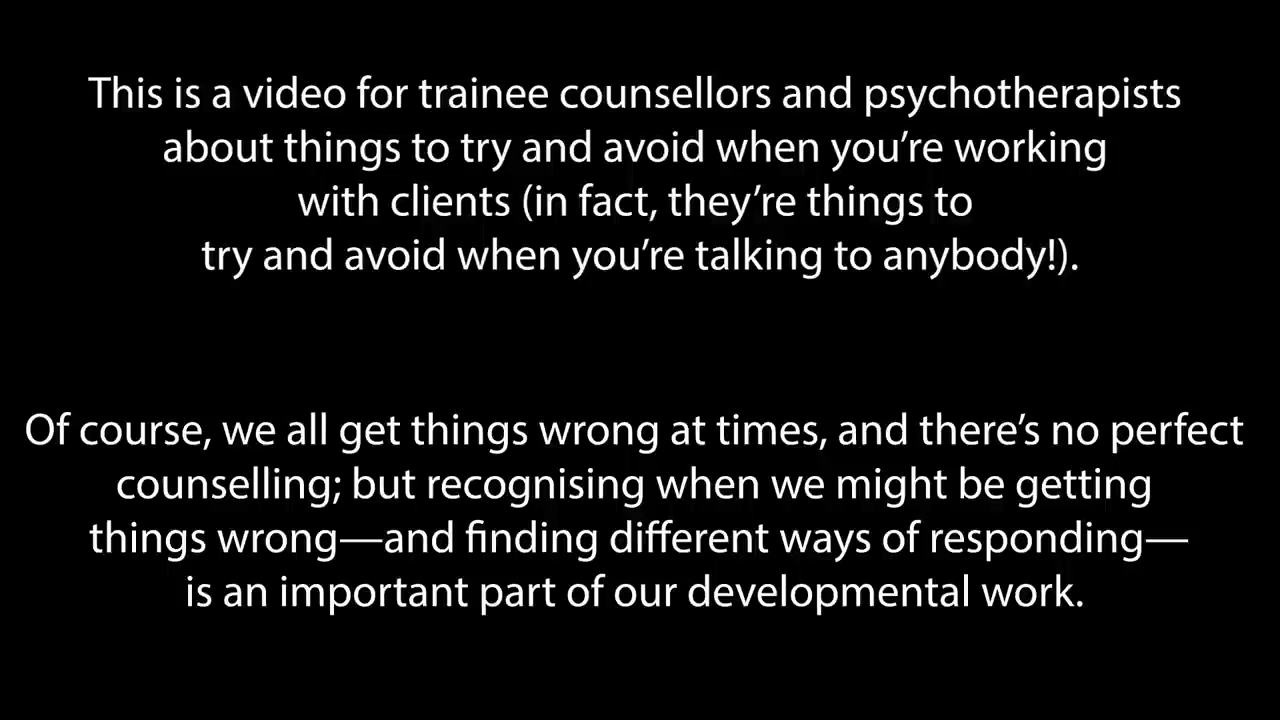 This is a video for trainee counsellors and psychotherapists
about things to try and avoid when you’re working
with clients (in fact, they’re things to
try and avoid when you’re talking to anybody!).
Of course, we all get things wrong at times, and there’s no perfect
counselling; but recognising when we might be getting
things wrong—and finding different ways of responding—
is an important part of our developmental work.